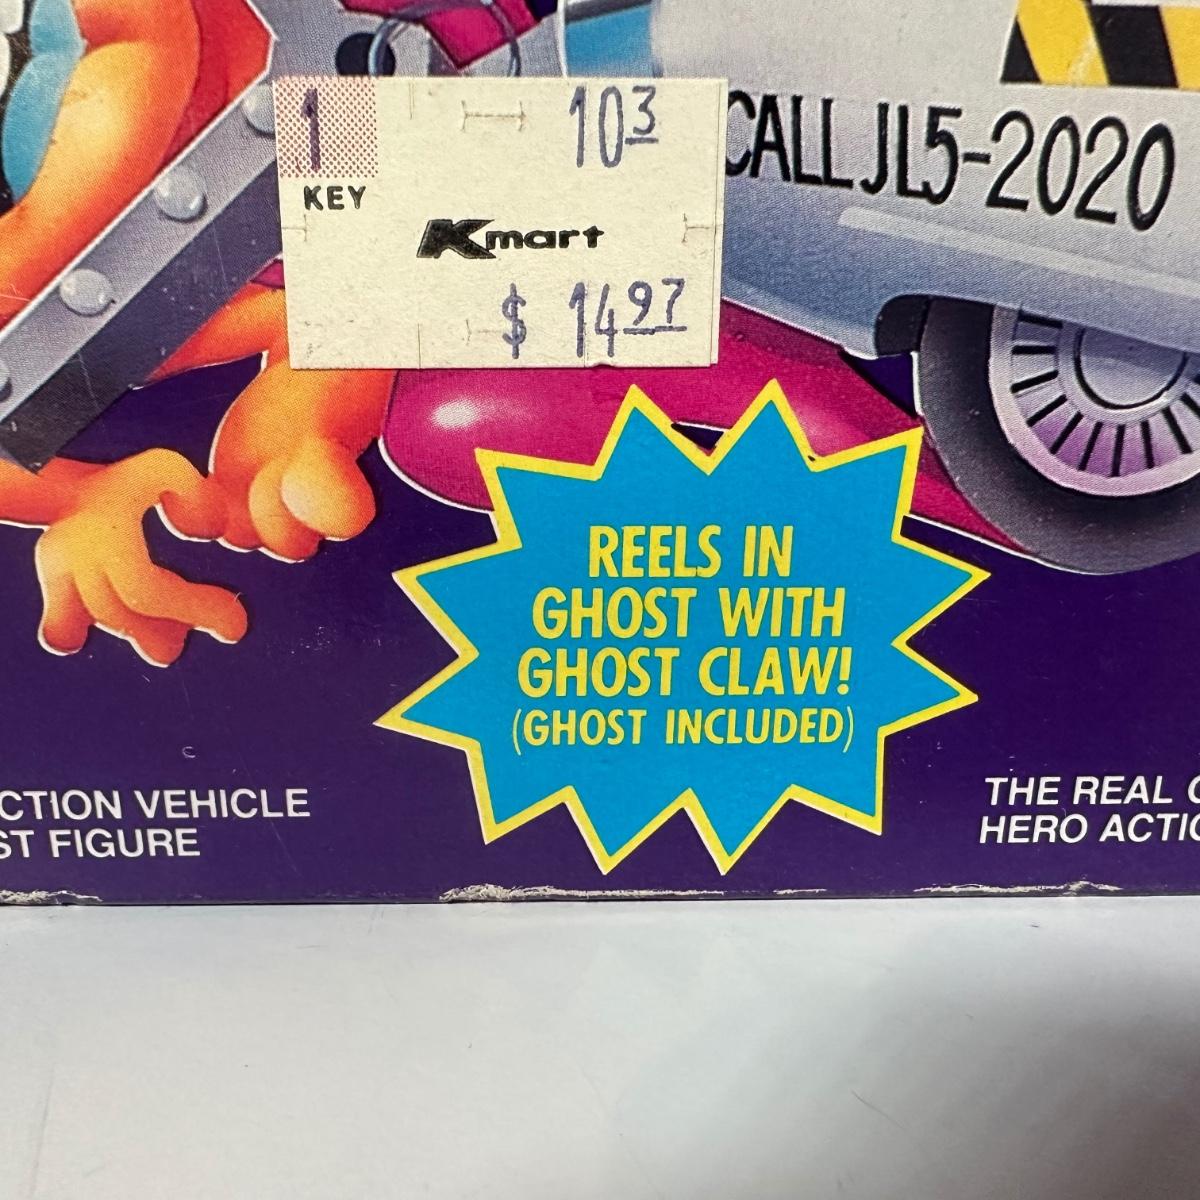 1
10 3
KEY
Kmart
$ 14 97
CALL JL5-2020
REELS IN
GHOST WITH
GHOST CLAW!
(GHOST INCLUDED)
CTION VEHICLE
ST FIGURE
THE REAL G
HERO ACTIO